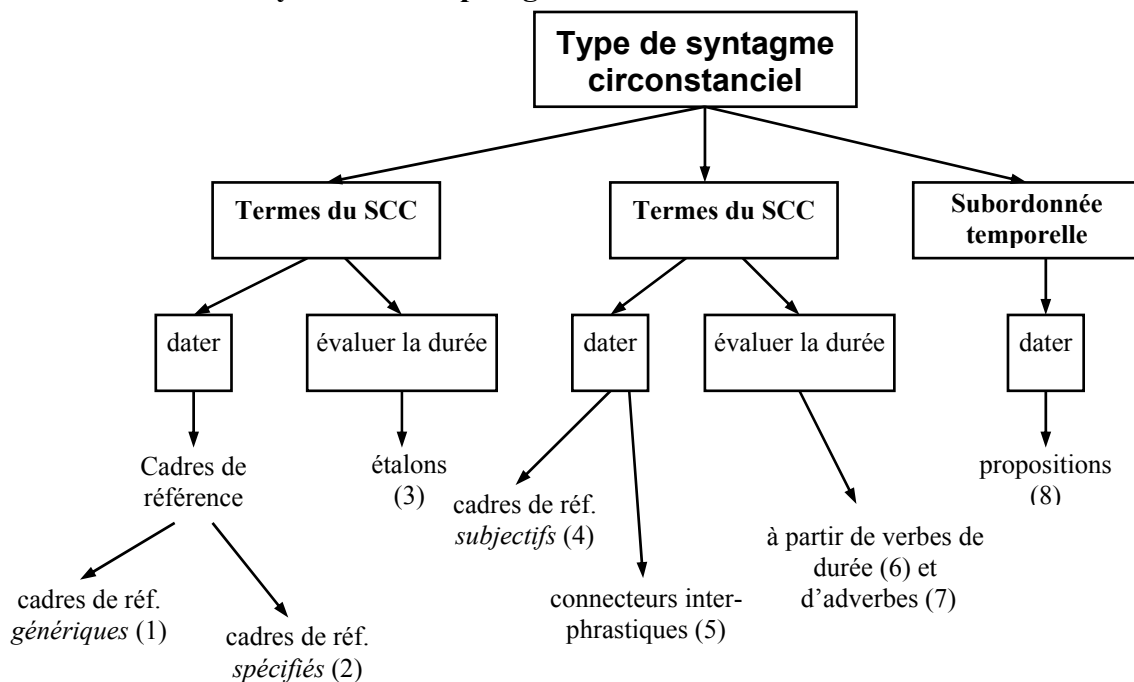 Type de syntagme
circonstanciel
Termes du SCC
Termes du SCC
Subordonnée
temporelle
dater
évaluer la durée
dater
évaluer la durée
dater
Cadres de
référence
étalons
(3)
cadres de réf.
subjectifs (4)
propositions
(8)
à partir de verbes de
durée (6) et
d'adverbes (7)
cadres de réf.
génériques (1)
cadres de réf.
spécifiés (2)
connecteurs inter-
phrastiques (5)